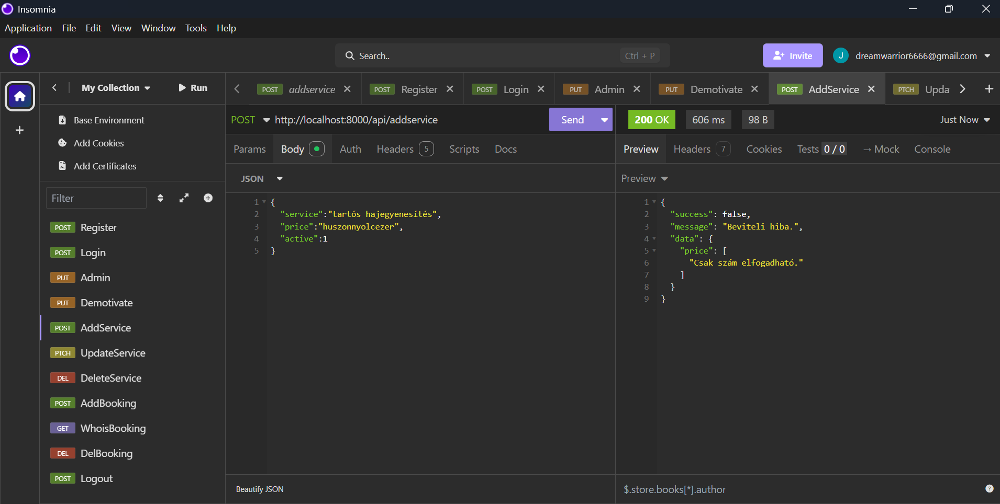 Insomnia
Application File Edit View Window Tools Help
Search.. Ctrl + P Invite J dreamwarrior6666@gmail.com
My Collection Run
POST addservice POST Register POST Login PUT Admin PUT Demotivate POST AddService PTCH Upda
Base Environment
Add Cookies
Add Certificates
Filter
POST Register
POST Login
PUT Admin
PUT Demotivate
POST AddService
PTCH UpdateService
DEL DeleteService
POST AddBooking
GET WhoisBooking
DEL DelBooking
POST Logout
POST http://localhost:8000/api/addservice Send
Params Body Auth Headers 5 Scripts Docs
JSON
1 {
2 "service":"tartós hajegyenesítés",
3 "price":"huszonnyolcezer",
4 "active":1
5 }
Beautify JSON
200 OK 606 ms 98 B Just Now
Preview Headers 7 Cookies Tests 0 / 0 → Mock Console
Preview
1 {
2 "success": false,
3 "message": "Beviteli hiba.",
4 "data": {
5 "price": [
6 "Csak szám elfogadható."
7 ]
8 }
9 }
$.store.books[*].author ?